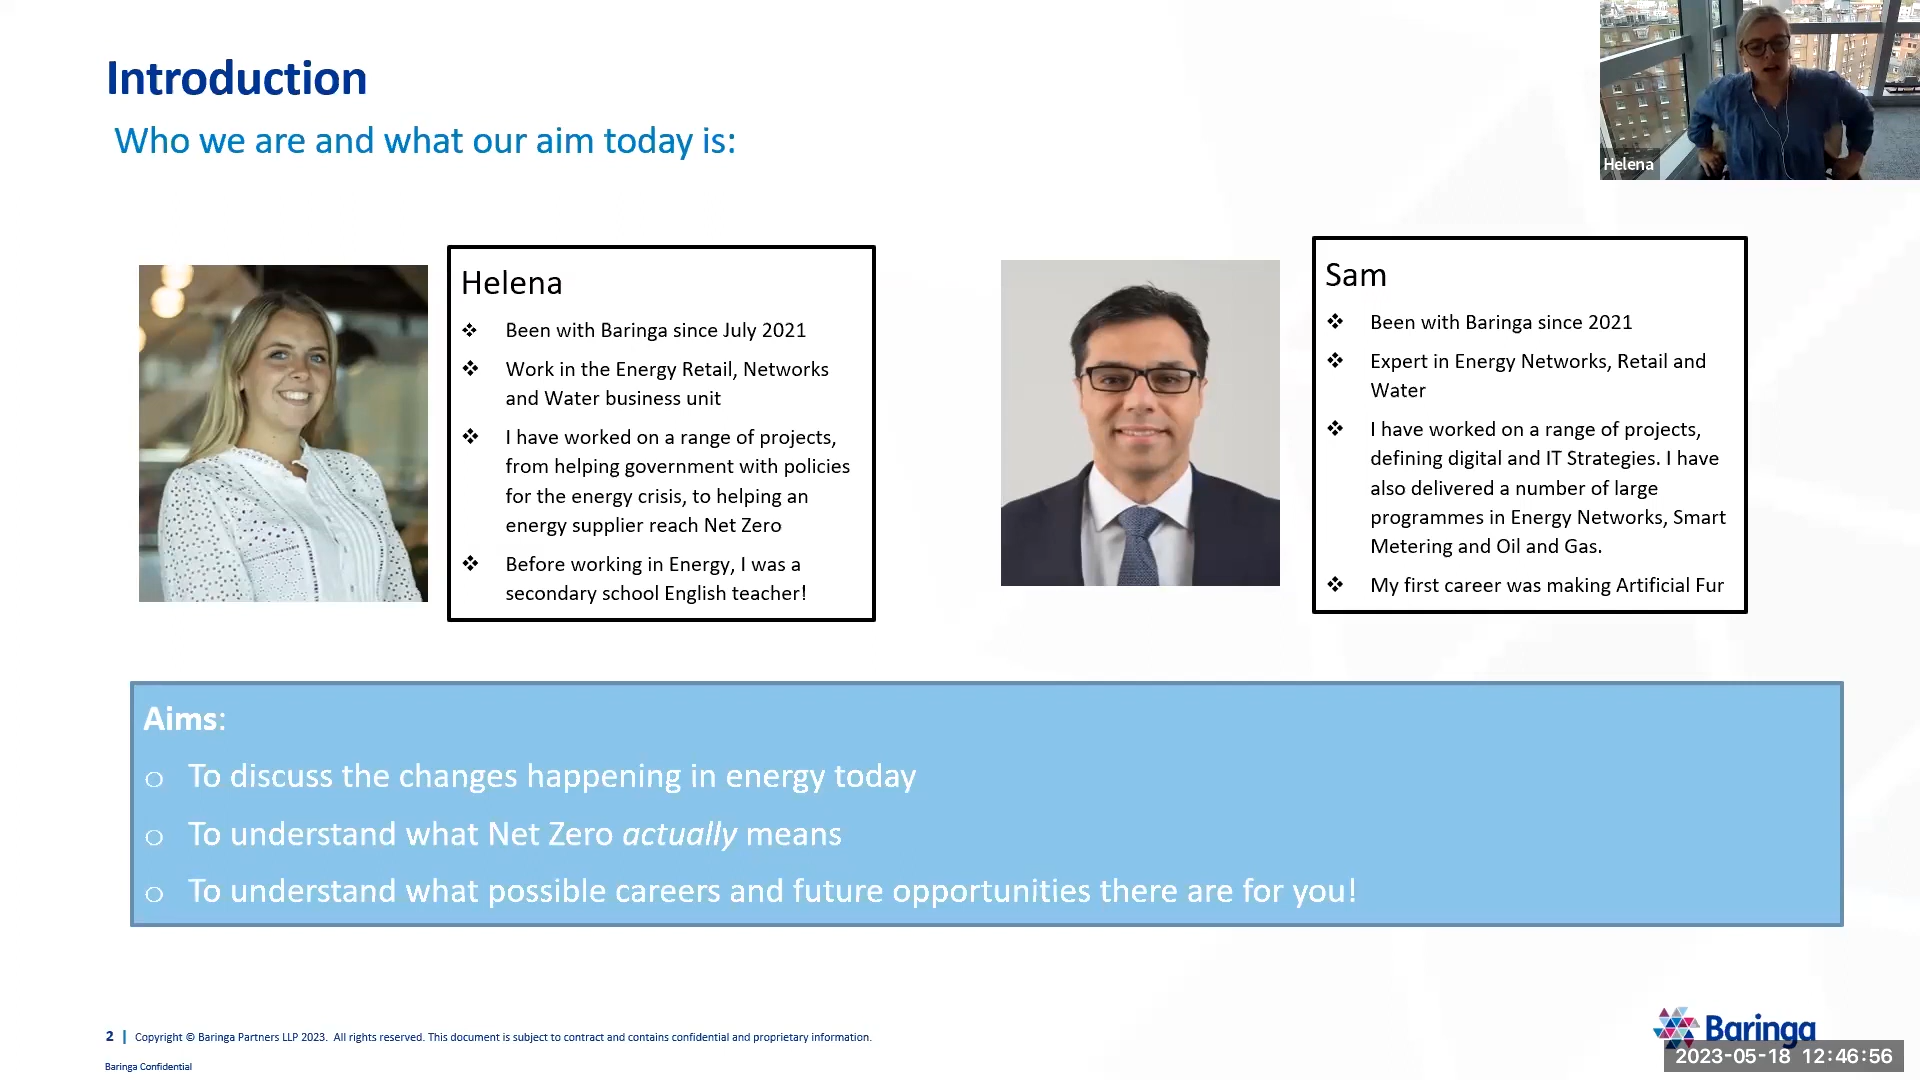 Introduction
Who we are and what our aim today is:
Helena
Helena
❖ Been with Baringa since July 2021
❖ Work in the Energy Retail, Networks
and Water business unit
❖ I have worked on a range of projects,
from helping government with policies
for the energy crisis, to helping an
energy supplier reach Net Zero
❖ Before working in Energy, I was a
secondary school English teacher!
Sam
❖ Been with Baringa since 2021
❖ Expert in Energy Networks, Retail and
Water
❖ I have worked on a range of projects,
defining digital and IT Strategies. I have
also delivered a number of large
programmes in Energy Networks, Smart
Metering and Oil and Gas.
❖ My first career was making Artificial Fur
Aims:
o To discuss the changes happening in energy today
o To understand what Net Zero actually means
o To understand what possible careers and future opportunities there are for you!
2 | Copyright © Baringa Partners LLP 2023. All rights reserved. This document is subject to contract and contains confidential and proprietary information.
Baringa Confidential
Baringa
2023-05-18 12:46:56